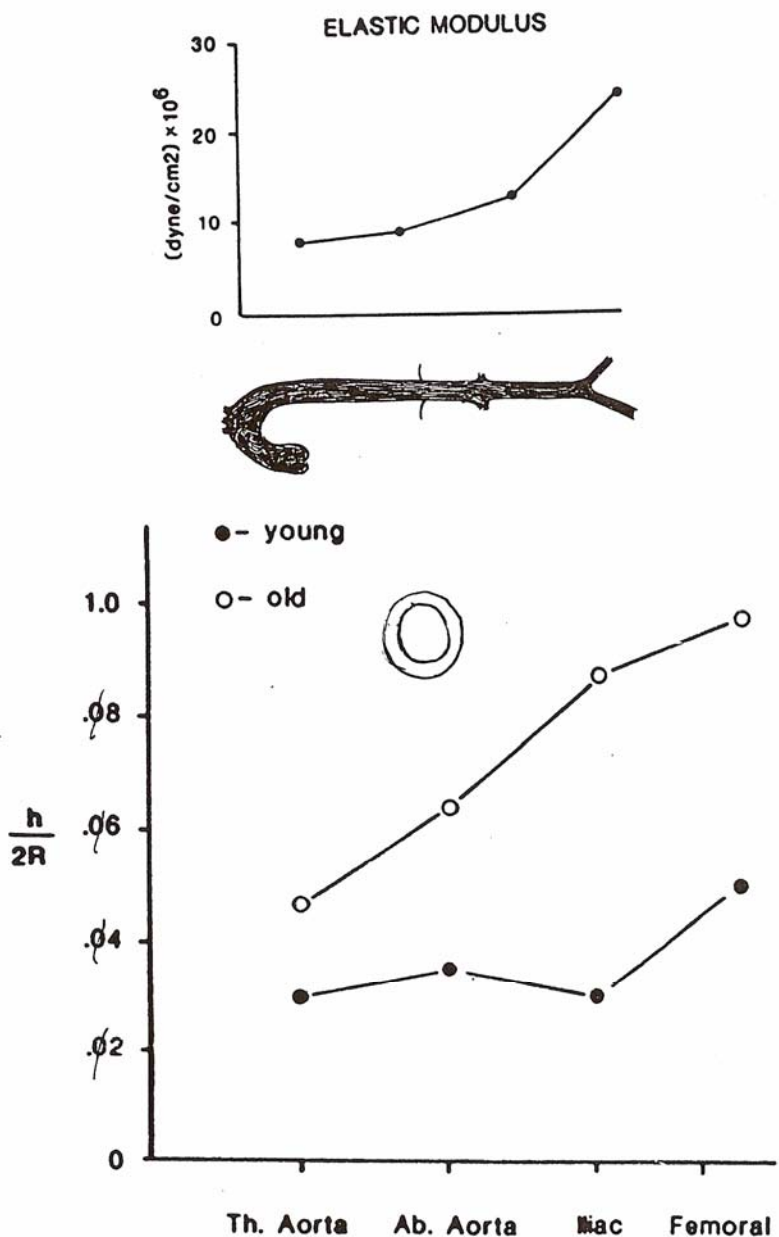 ELASTIC MODULUS
(dyne/cm2) × 10⁶
30
20
10
0
●- young
○- old
1.0
.08
.06
.04
.02
0
h
2R
Th. Aorta Ab. Aorta Iliac Femoral